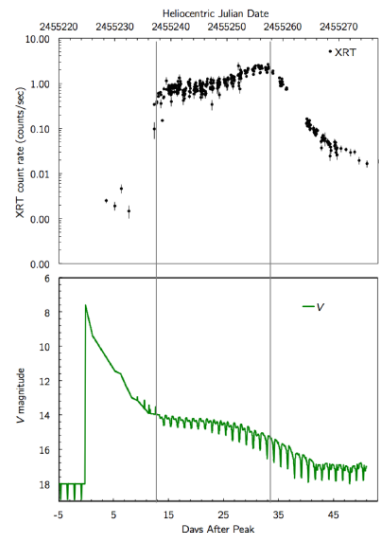 Heliocentric Julian Date
2455220 2455230 2455240 2455250 2455260 2455270
10.00
XRT
1.00
0.10
0.01
0.00
0.00
XRT count rate (counts/sec)
6
V
8
10
12
14
16
18
V magnitude
-5 5 15 25 35 45
Days After Peak